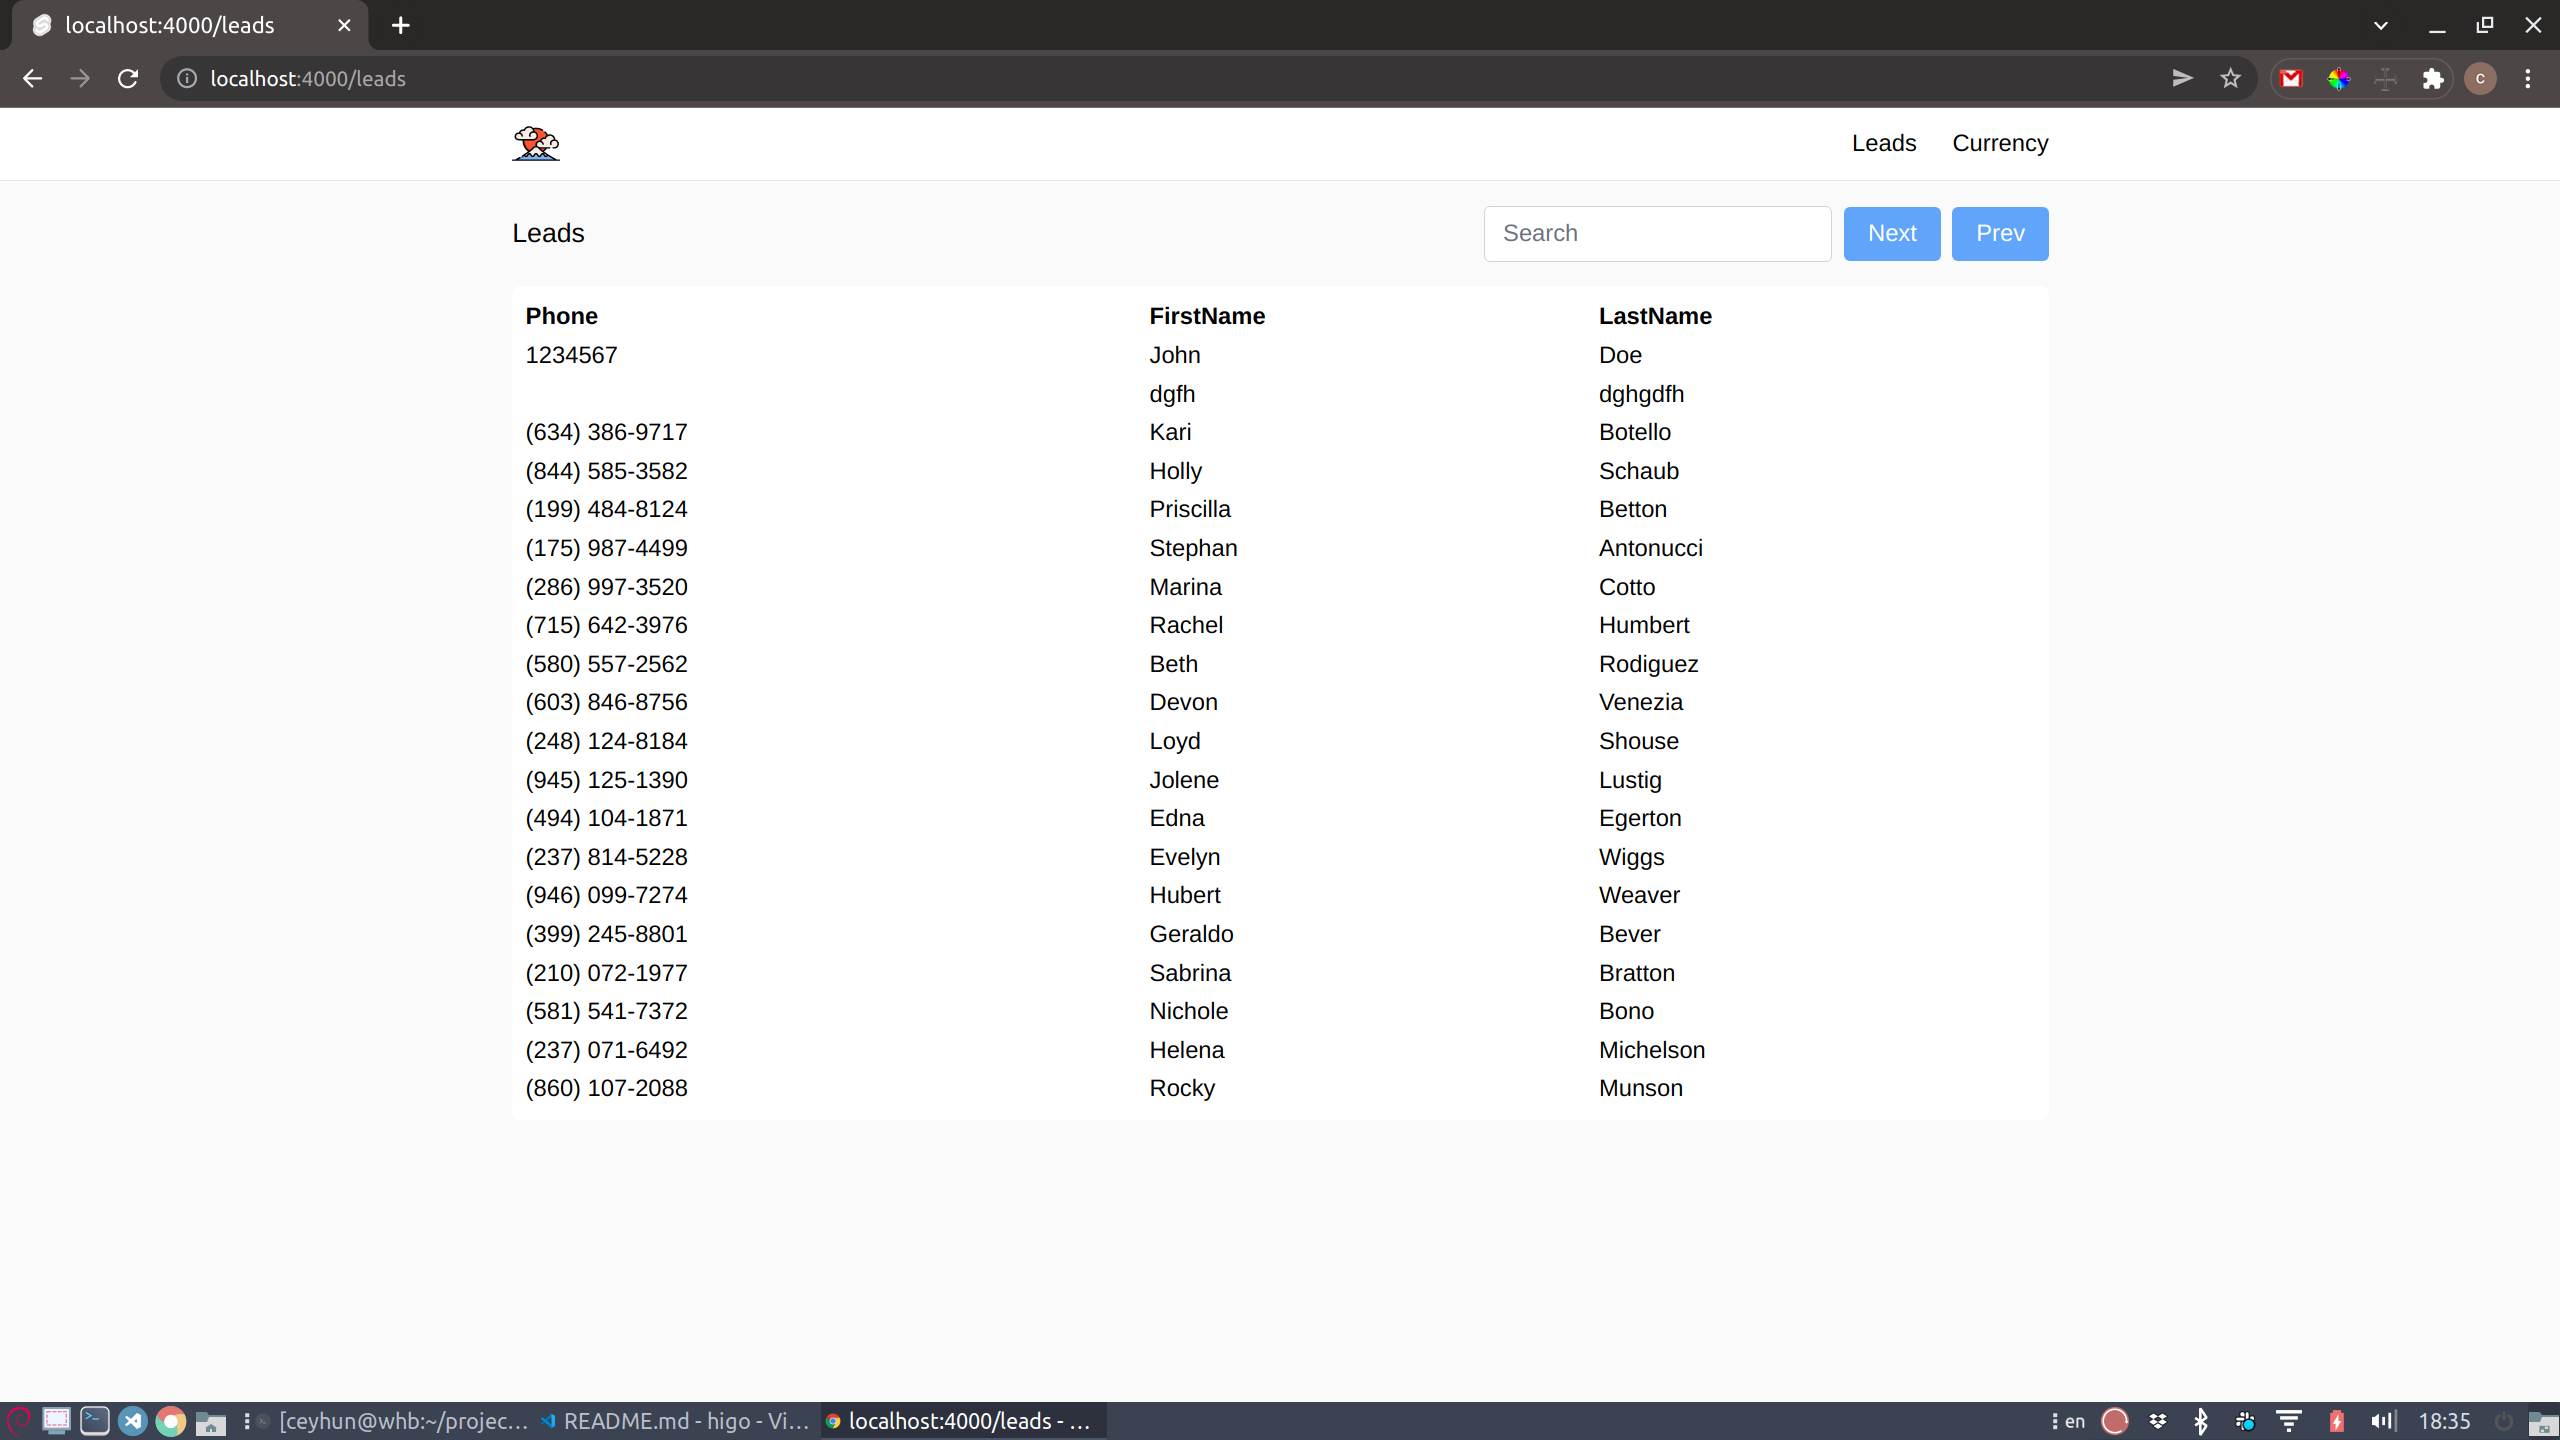 localhost:4000/leads
localhost:4000/leads
C
Leads Currency
Leads Search Next Prev
Phone FirstName LastName
1234567 John Doe
dgfh dghgdfh
(634) 386-9717 Kari Botello
(844) 585-3582 Holly Schaub
(199) 484-8124 Priscilla Betton
(175) 987-4499 Stephan Antonucci
(286) 997-3520 Marina Cotto
(715) 642-3976 Rachel Humbert
(580) 557-2562 Beth Rodiguez
(603) 846-8756 Devon Venezia
(248) 124-8184 Loyd Shouse
(945) 125-1390 Jolene Lustig
(494) 104-1871 Edna Egerton
(237) 814-5228 Evelyn Wiggs
(946) 099-7274 Hubert Weaver
(399) 245-8801 Geraldo Bever
(210) 072-1977 Sabrina Bratton
(581) 541-7372 Nichole Bono
(237) 071-6492 Helena Michelson
(860) 107-2088 Rocky Munson
[ceyhun@whb:~/projec... README.md - higo - Vi... localhost:4000/leads - ... en 18:35